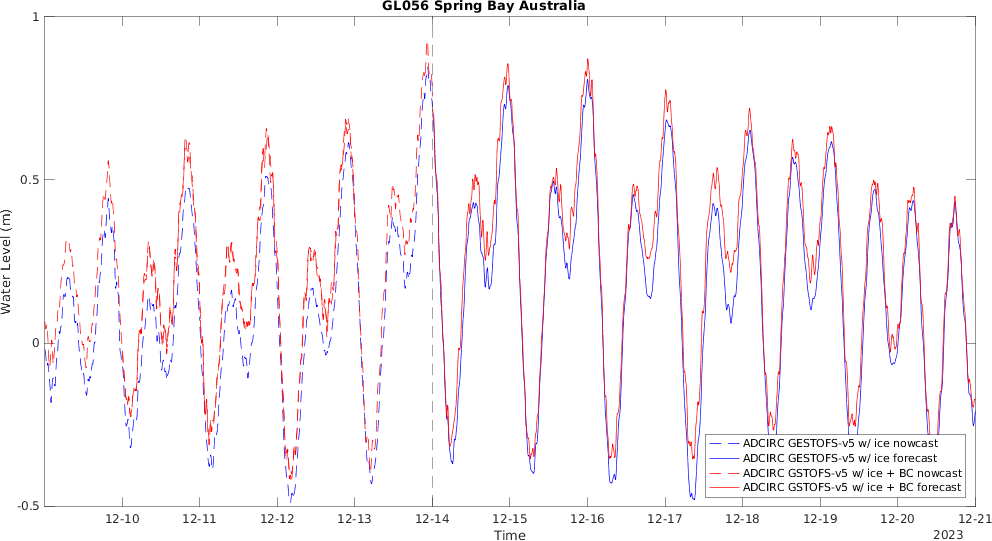 GL056 Spring Bay Australia
1
0.5
0
-0.5
Water Level (m)
ADCIRC GESTOFS-v5 w/ ice nowcast
ADCIRC GESTOFS-v5 w/ ice forecast
ADCIRC GSTOFS-v5 w/ ice + BC nowcast
ADCIRC GSTOFS-v5 w/ ice + BC forecast
12-10 12-11 12-12 12-13 12-14 12-15 12-16 12-17 12-18 12-19 12-20 12-21
Time
2023